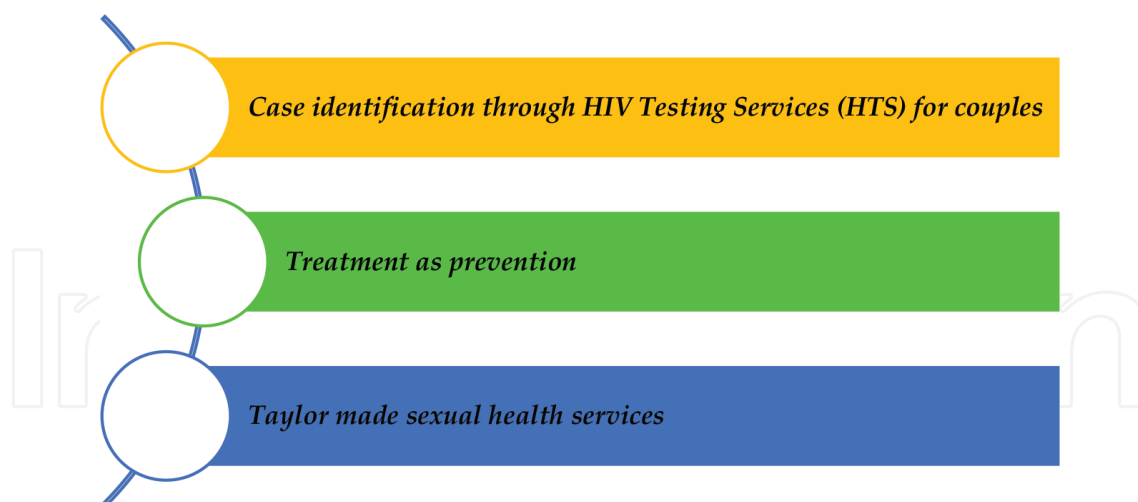 Case identification through HIV Testing Services (HTS) for couples
Treatment as prevention
Taylor made sexual health services